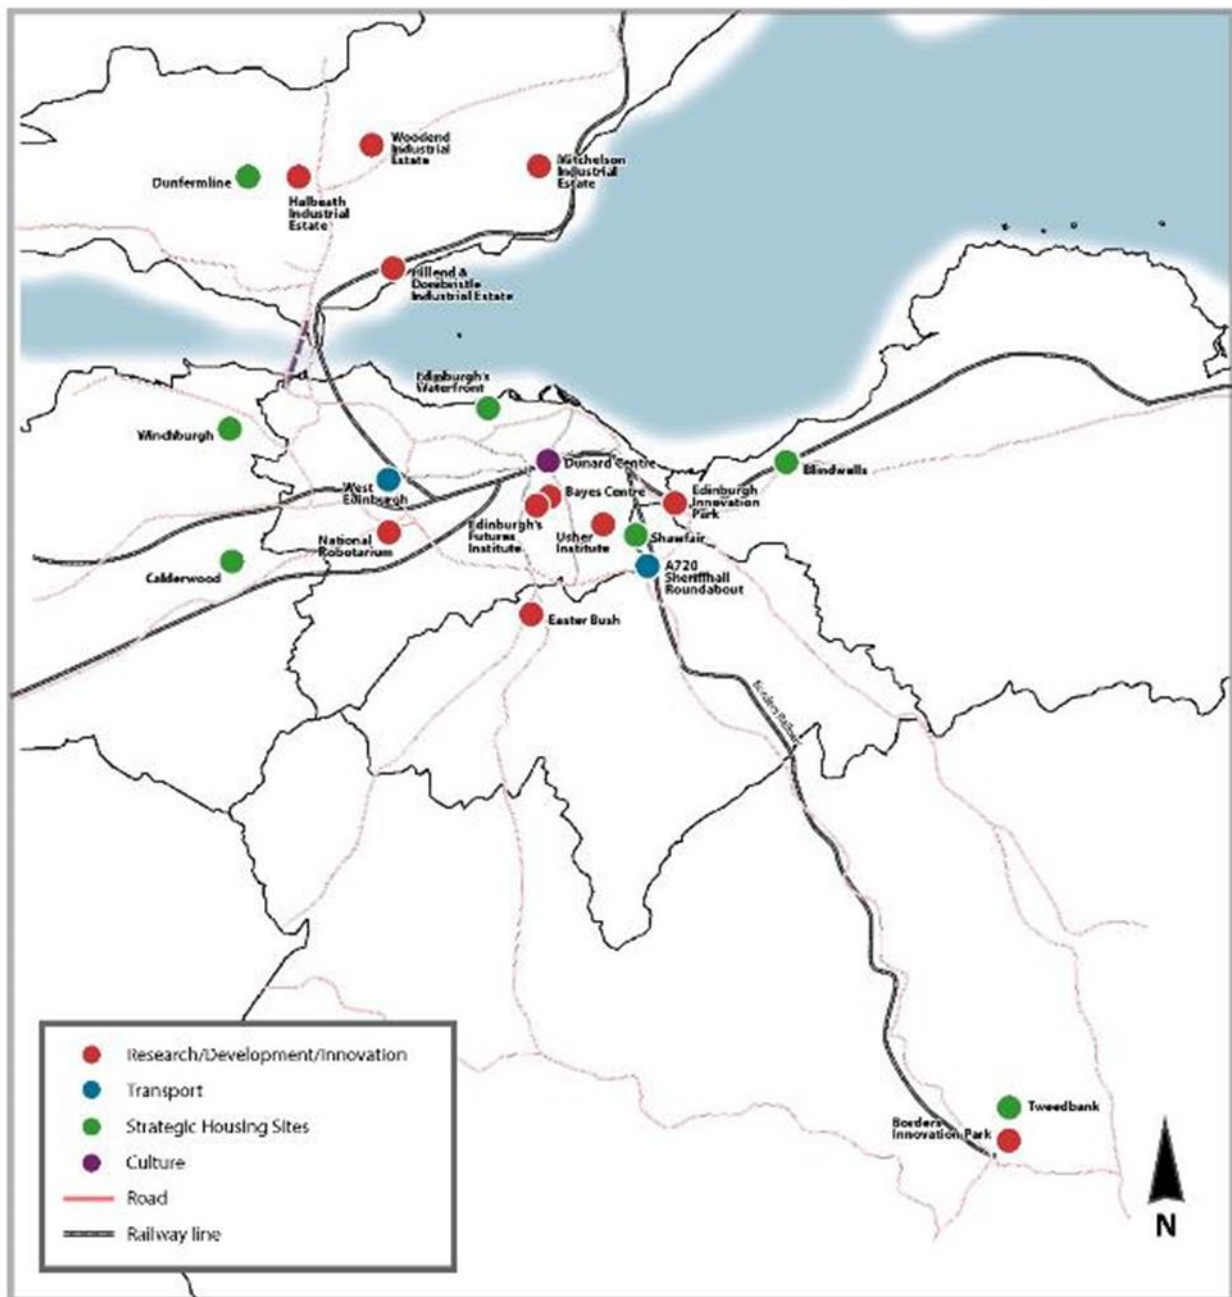 Woodend
Industrial
Estate
Mitchelson
Industrial
Estate
Dunfermline
Halbeath
Industrial
Estate
Hillend &
Donibristle
Industrial Estate
Edinburgh's
Waterfront
Winchburgh
Dunard Centre
Blindwells
West
Edinburgh
Bayes Centre
Edinburgh
Innovation
Park
Edinburgh's
Futures
Institute
Usher
Institute
Shawfair
National
Robotarium
Calderwood
A720
Sheriffhall
Roundabout
Easter Bush
Borders Railway
Research/Development/Innovation
Transport
Strategic Housing Sites
Culture
Road
Railway line
Tweedbank
Borders
Innovation Park
N